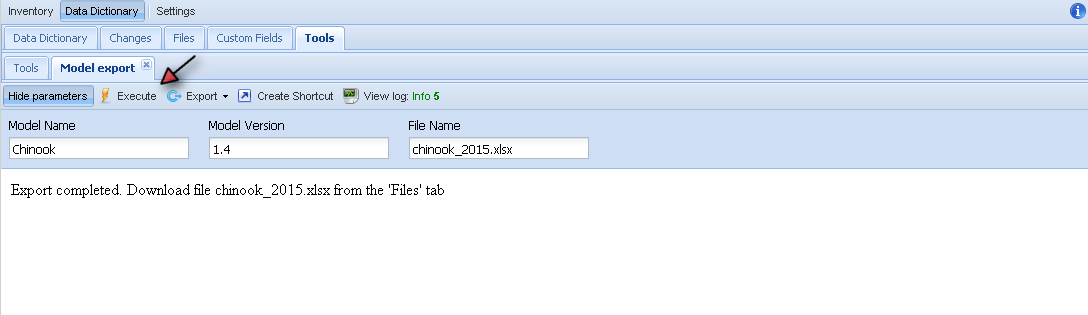 Inventory Data Dictionary Settings
Data Dictionary Changes Files Custom Fields Tools
Tools Model export
Hide parameters Execute Export Create Shortcut View log: Info 5
Model Name Model Version File Name
Chinook 1.4 chinook_2015.xlsx
Export completed. Download file chinook_2015.xlsx from the 'Files' tab